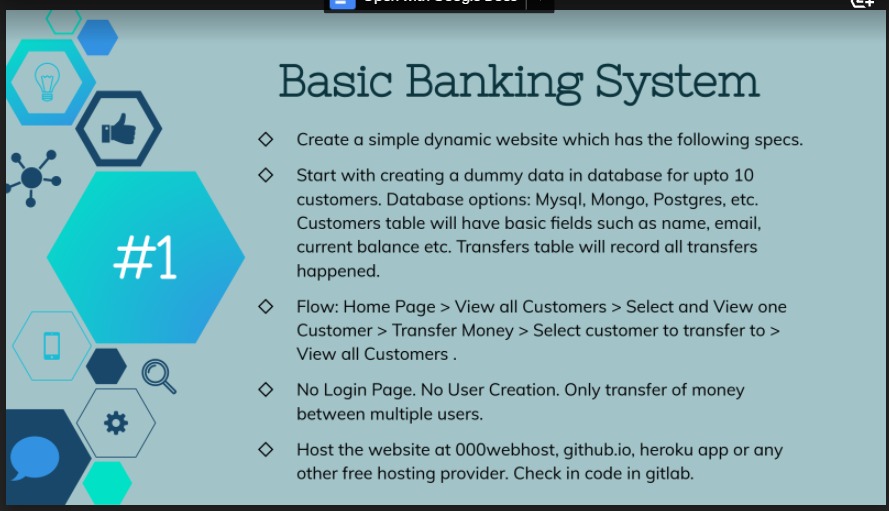 Open with Google Docs
Basic Banking System
Create a simple dynamic website which has the following specs.
Start with creating a dummy data in database for upto 10
customers. Database options: Mysql, Mongo, Postgres, etc.
Customers table will have basic fields such as name, email,
current balance etc. Transfers table will record all transfers
happened.
#1
Flow: Home Page > View all Customers > Select and View one
Customer > Transfer Money > Select customer to transfer to >
View all Customers .
No Login Page. No User Creation. Only transfer of money
between multiple users.
Host the website at 000webhost, github.io, heroku app or any
other free hosting provider. Check in code in gitlab.